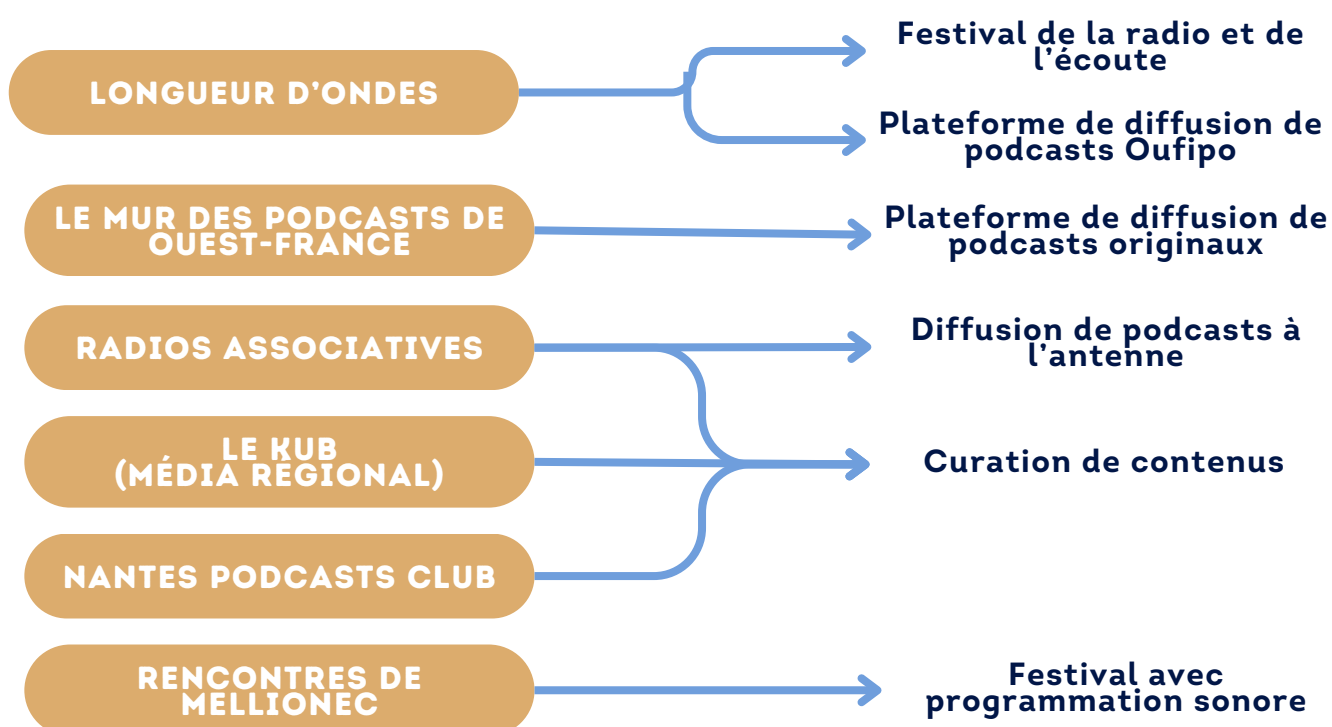 LONGUEUR D'ONDES
Festival de la radio et de
l'écoute
Plateforme de diffusion de
podcasts Oufipo
LE MUR DES PODCASTS DE
OUEST-FRANCE
Plateforme de diffusion de
podcasts originaux
RADIOS ASSOCIATIVES
Diffusion de podcasts à
l'antenne
LE KUB
(MÉDIA RÉGIONAL)
Curation de contenus
NANTES PODCASTS CLUB
RENCONTRES DE
MELLIONEC
Festival avec
programmation sonore